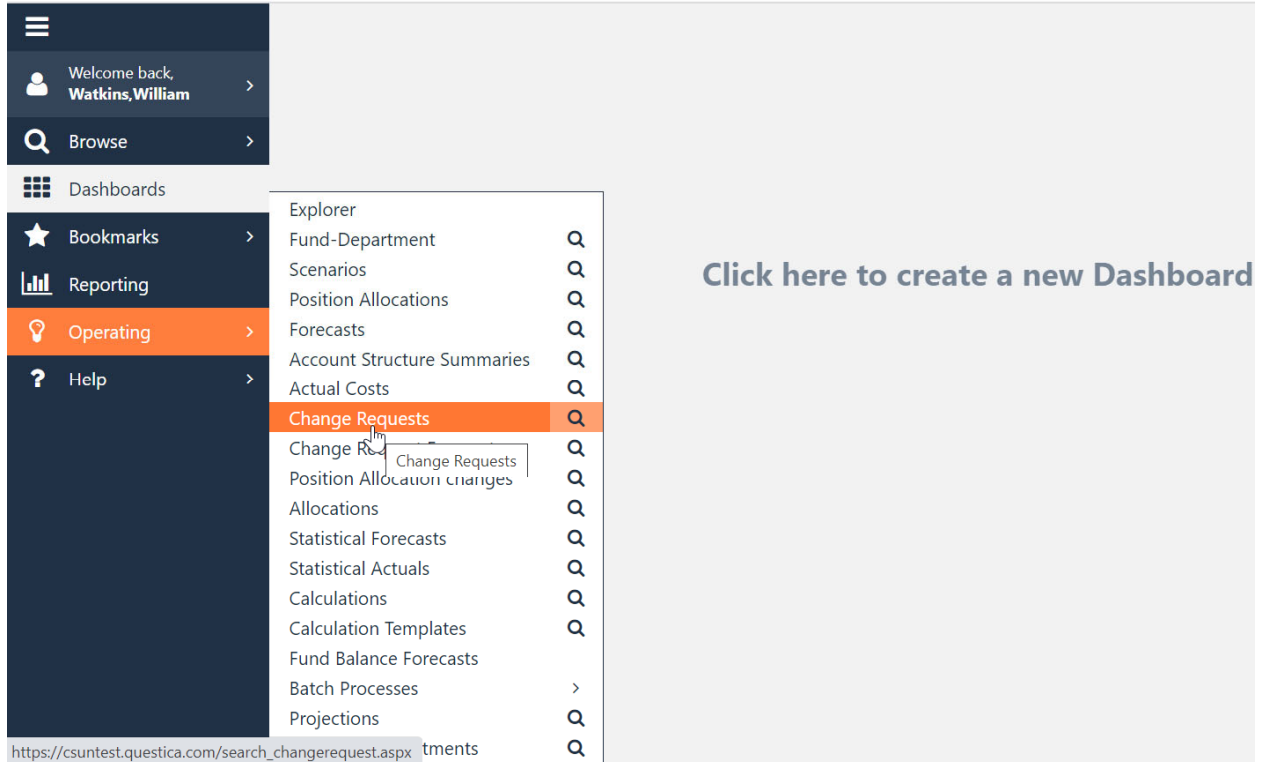 Welcome back,
Watkins,William
Browse
Dashboards
Bookmarks
Reporting
Operating
Help
Explorer
Fund-Department
Scenarios
Position Allocations
Forecasts
Account Structure Summaries
Actual Costs
Change Requests
Change
Change Requests
Position Allocation changes
Allocations
Statistical Forecasts
Statistical Actuals
Calculations
Calculation Templates
Fund Balance Forecasts
Batch Processes
Projections
tments
https://csuntest.questica.com/search_changerequest.aspx
Click here to create a new Dashboard